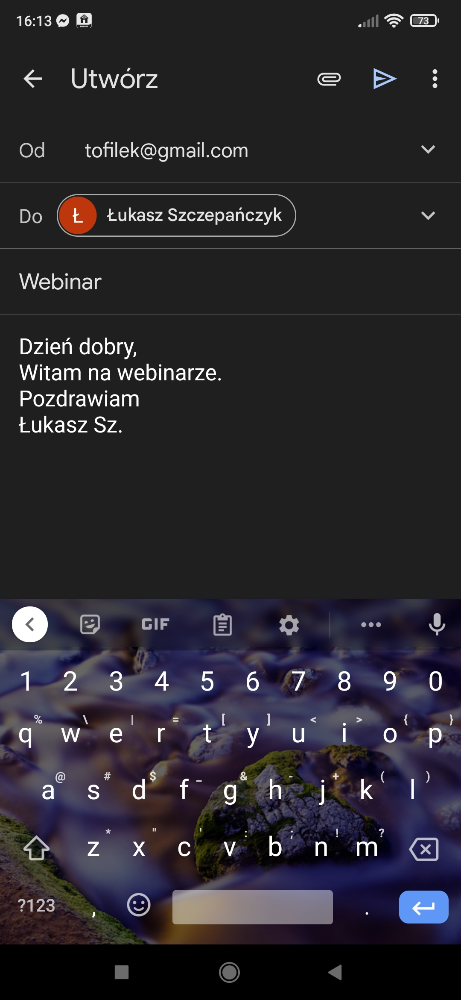 16:13 PHILIPS 73
Utwórz
Od tofilek@gmail.com
Do Ł Łukasz Szczepańczyk
Webinar
Dzień dobry,
Witam na webinarze.
Pozdrawiam
Łukasz Sz.
GIF
1 2 3 4 5 6 7 8 9 0
% \ | = [ ] < > { }
q w e r t y u i o p
@ # $ _ & - + ( )
a s d f g h j k l
* " ' : ; ! ?
z x c v b n m
?123 , .